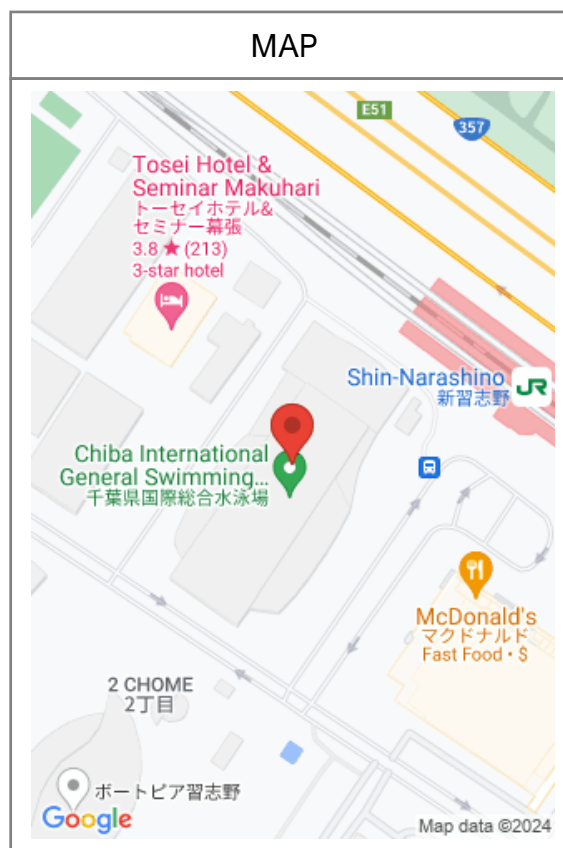 MAP
E51
357
Tosei Hotel &
Seminar Makuhari
トーセイホテル&
セミナー幕張
3.8 ★ (213)
3-star hotel
Shin-Narashino
新習志野
JR
Chiba International
General Swimming...
千葉県国際総合水泳場
McDonald's
マクドナルド
Fast Food • $
2 CHOME
2丁目
ボートピア習志野
Google
Map data ©2024